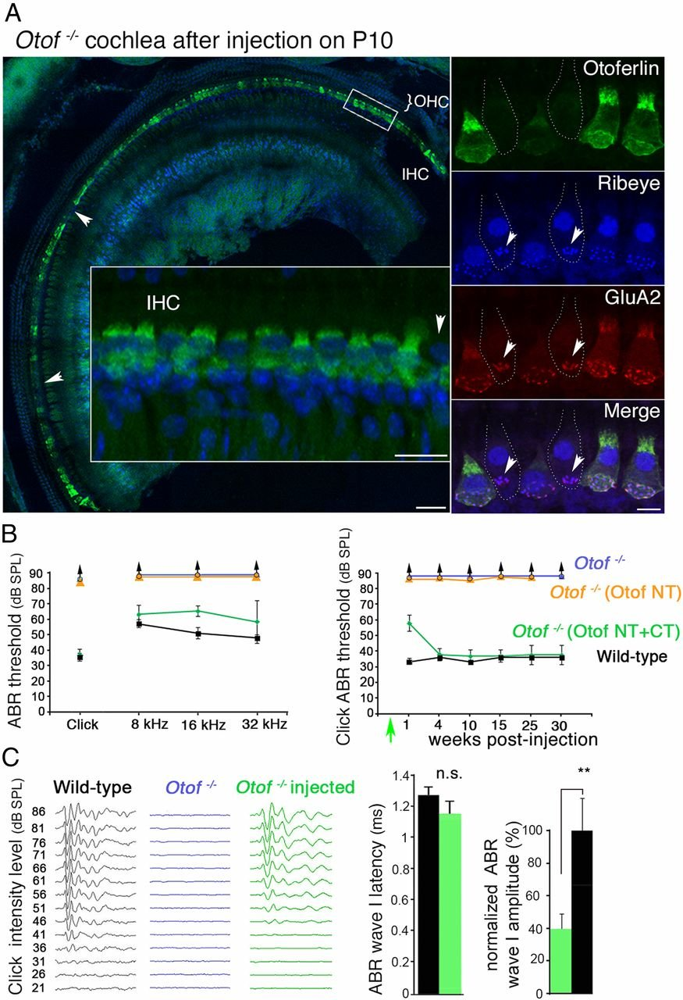 A
Otof -/- cochlea after injection on P10
}OHC
IHC
IHC
Otoferlin
Ribeye
GluA2
Merge
B
ABR threshold (dB SPL)
90
80
70
60
50
40
30
20
10
0
Click 8 kHz 16 kHz 32 kHz
Click ABR threshold (dB SPL)
90
80
70
60
50
40
30
20
10
0
1 4 10 15 25 30
weeks post-injection
Otof -/-
Otof -/- (Otof NT)
Otof -/- (Otof NT+CT)
Wild-type
C
Click intensity level (dB SPL)
Wild-type Otof -/- Otof -/- injected
86
81
76
71
66
61
56
51
46
41
36
31
26
21
ABR wave I latency (ms)
1.4
1.2
1
0.8
0.6
0.4
0.2
0
n.s.
normalized ABR
wave I amplitude (%)
100
80
60
40
20
0
**